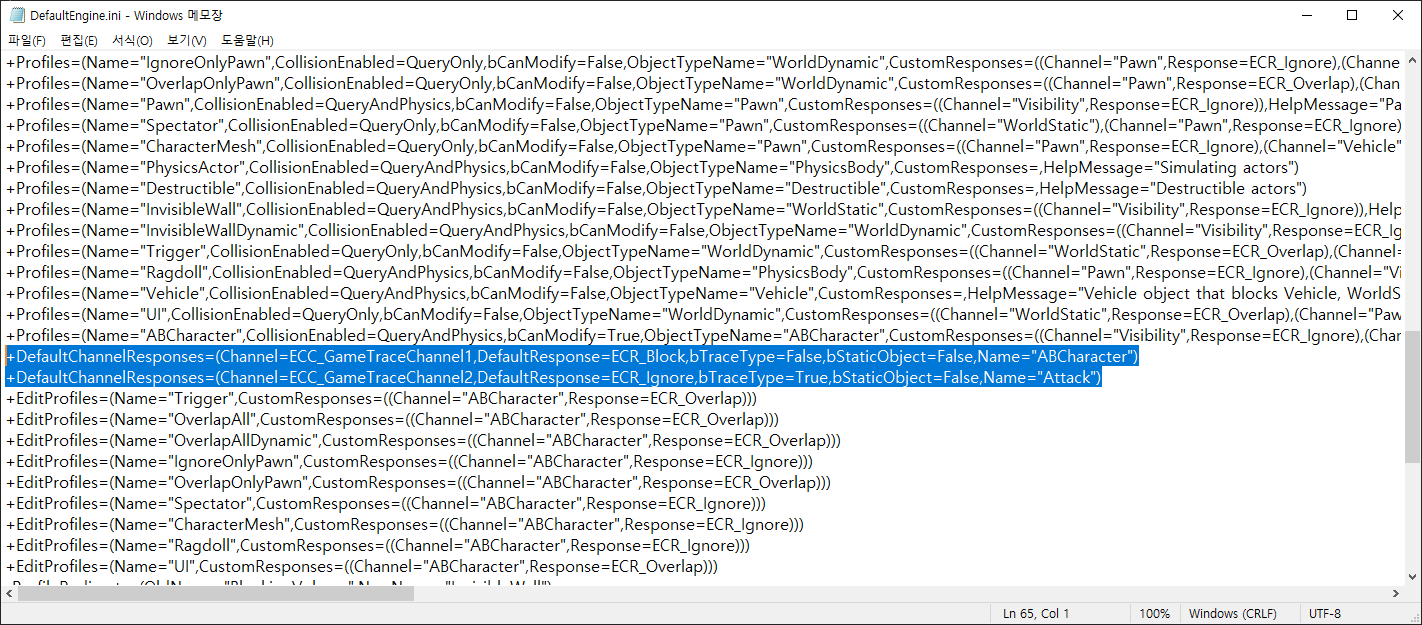 DefaultEngine.ini - Windows 메모장
파일(F) 편집(E) 서식(O) 보기(V) 도움말(H)
+Profiles=(Name="IgnoreOnlyPawn",CollisionEnabled=QueryOnly,bCanModify=False,ObjectTypeName="WorldDynamic",CustomResponses=((Channel="Pawn",Response=ECR_Ignore),(Channe
+Profiles=(Name="OverlapOnlyPawn",CollisionEnabled=QueryOnly,bCanModify=False,ObjectTypeName="WorldDynamic",CustomResponses=((Channel="Pawn",Response=ECR_Overlap),(Chan
+Profiles=(Name="Pawn",CollisionEnabled=QueryAndPhysics,bCanModify=False,ObjectTypeName="Pawn",CustomResponses=((Channel="Visibility",Response=ECR_Ignore)),HelpMessage="Pa
+Profiles=(Name="Spectator",CollisionEnabled=QueryOnly,bCanModify=False,ObjectTypeName="Pawn",CustomResponses=((Channel="WorldStatic"),(Channel="Pawn",Response=ECR_Ignore)
+Profiles=(Name="CharacterMesh",CollisionEnabled=QueryOnly,bCanModify=False,ObjectTypeName="Pawn",CustomResponses=((Channel="Pawn",Response=ECR_Ignore),(Channel="Vehicle"
+Profiles=(Name="PhysicsActor",CollisionEnabled=QueryAndPhysics,bCanModify=False,ObjectTypeName="PhysicsBody",CustomResponses=,HelpMessage="Simulating actors")
+Profiles=(Name="Destructible",CollisionEnabled=QueryAndPhysics,bCanModify=False,ObjectTypeName="Destructible",CustomResponses=,HelpMessage="Destructible actors")
+Profiles=(Name="InvisibleWall",CollisionEnabled=QueryAndPhysics,bCanModify=False,ObjectTypeName="WorldStatic",CustomResponses=((Channel="Visibility",Response=ECR_Ignore)),Help
+Profiles=(Name="InvisibleWallDynamic",CollisionEnabled=QueryAndPhysics,bCanModify=False,ObjectTypeName="WorldDynamic",CustomResponses=((Channel="Visibility",Response=ECR_Ig
+Profiles=(Name="Trigger",CollisionEnabled=QueryOnly,bCanModify=False,ObjectTypeName="WorldDynamic",CustomResponses=((Channel="WorldStatic",Response=ECR_Overlap),(Channel=
+Profiles=(Name="Ragdoll",CollisionEnabled=QueryAndPhysics,bCanModify=False,ObjectTypeName="PhysicsBody",CustomResponses=((Channel="Pawn",Response=ECR_Ignore),(Channel="Vi
+Profiles=(Name="Vehicle",CollisionEnabled=QueryAndPhysics,bCanModify=False,ObjectTypeName="Vehicle",CustomResponses=,HelpMessage="Vehicle object that blocks Vehicle, WorldS
+Profiles=(Name="UI",CollisionEnabled=QueryOnly,bCanModify=False,ObjectTypeName="WorldDynamic",CustomResponses=((Channel="WorldStatic",Response=ECR_Overlap),(Channel="Paw
+Profiles=(Name="ABCharacter",CollisionEnabled=QueryAndPhysics,bCanModify=True,ObjectTypeName="ABCharacter",CustomResponses=((Channel="Visibility",Response=ECR_Ignore),(Char
+DefaultChannelResponses=(Channel=ECC_GameTraceChannel1,DefaultResponse=ECR_Block,bTraceType=False,bStaticObject=False,Name="ABCharacter")
+DefaultChannelResponses=(Channel=ECC_GameTraceChannel2,DefaultResponse=ECR_Ignore,bTraceType=True,bStaticObject=False,Name="Attack")
+EditProfiles=(Name="Trigger",CustomResponses=((Channel="ABCharacter",Response=ECR_Overlap)))
+EditProfiles=(Name="OverlapAll",CustomResponses=((Channel="ABCharacter",Response=ECR_Overlap)))
+EditProfiles=(Name="OverlapAllDynamic",CustomResponses=((Channel="ABCharacter",Response=ECR_Overlap)))
+EditProfiles=(Name="IgnoreOnlyPawn",CustomResponses=((Channel="ABCharacter",Response=ECR_Ignore)))
+EditProfiles=(Name="OverlapOnlyPawn",CustomResponses=((Channel="ABCharacter",Response=ECR_Overlap)))
+EditProfiles=(Name="Spectator",CustomResponses=((Channel="ABCharacter",Response=ECR_Ignore)))
+EditProfiles=(Name="CharacterMesh",CustomResponses=((Channel="ABCharacter",Response=ECR_Ignore)))
+EditProfiles=(Name="Ragdoll",CustomResponses=((Channel="ABCharacter",Response=ECR_Ignore)))
+EditProfiles=(Name="UI",CustomResponses=((Channel="ABCharacter",Response=ECR_Overlap)))
Ln 65, Col 1 100% Windows (CRLF) UTF-8